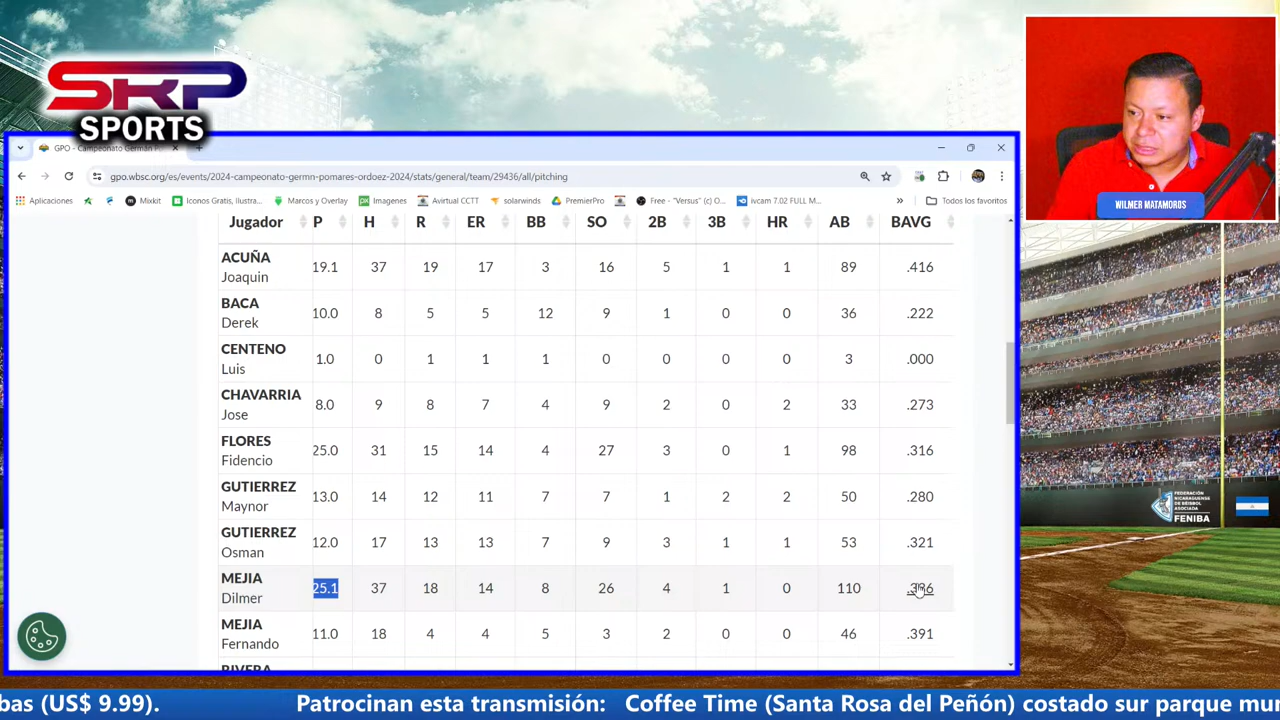 SKP
SPORTS
GPO - Campeonato Germán P
gpo.wbsc.org/es/events/2024-campeonato-germn-pomares-ordoez-2024/stats/general/team/29436/all/pitching
Aplicaciones Mixkit Iconos Gratis, ilustra... Marcos y Overlay Imagenes Avirtual CCTT solarwinds PremierPro Free - "Versus" (c) O... ivcam 7.02 FULL M... » Todos los favoritos
Jugador P H R ER BB SO 2B 3B HR AB BAVG
ACUÑA
Joaquin 19.1 37 19 17 3 16 5 1 1 89 .416
BACA
Derek 10.0 8 5 5 12 9 1 0 0 36 .222
CENTENO
Luis 1.0 0 1 1 1 0 0 0 0 3 .000
CHAVARRIA
Jose 8.0 9 8 7 4 9 2 0 2 33 .273
FLORES
Fidencio 25.0 31 15 14 4 27 3 0 1 98 .316
GUTIERREZ
Maynor 13.0 14 12 11 7 7 1 2 2 50 .280
GUTIERREZ
Osman 12.0 17 13 13 7 9 3 1 1 53 .321
MEJIA
Dilmer 25.1 37 18 14 8 26 4 1 0 110
MEJIA
Fernando 11.0 18 4 4 5 3 2 0 0 46 .391
RIVERA
WILMER MATAMOROS
FEDERACIÓN
NICARAGUENSE
DE BÉISBOL
ASOCIADA
FENIBA
bas (US$ 9.99). Patrocinan esta transmisión: Coffee Time (Santa Rosa del Peñón) costado sur parque mu